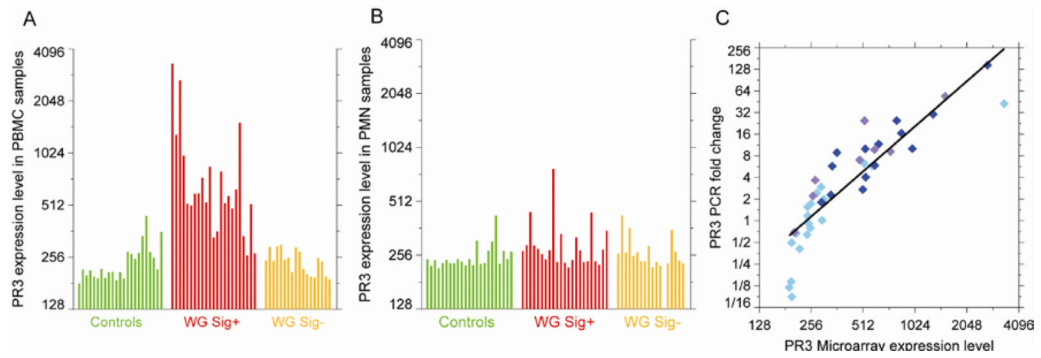 A
PR3 expression level in PBMC samples
4096
2048
1024
512
256
128
Controls
WG Sig+
WG Sig-
B
PR3 expression level in PMN samples
4096
2048
1024
512
256
128
Controls
WG Sig+
WG Sig-
C
PR3 PCR fold change
256
128
64
32
16
8
4
2
1
1/2
1/4
1/8
1/16
128 256 512 1024 2048 4096
PR3 Microarray expression level